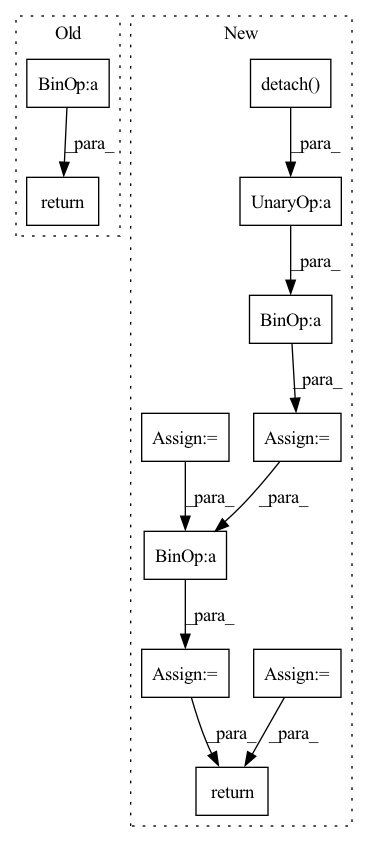 Old
New
BinOp:a
detach()
_para_
_para_
return
UnaryOp:a
_para_
BinOp:a
_para_
Assign:=
Assign:=
_para_
_para_
BinOp:a
_para_
Assign:=
Assign:=
_para_
_para_
return